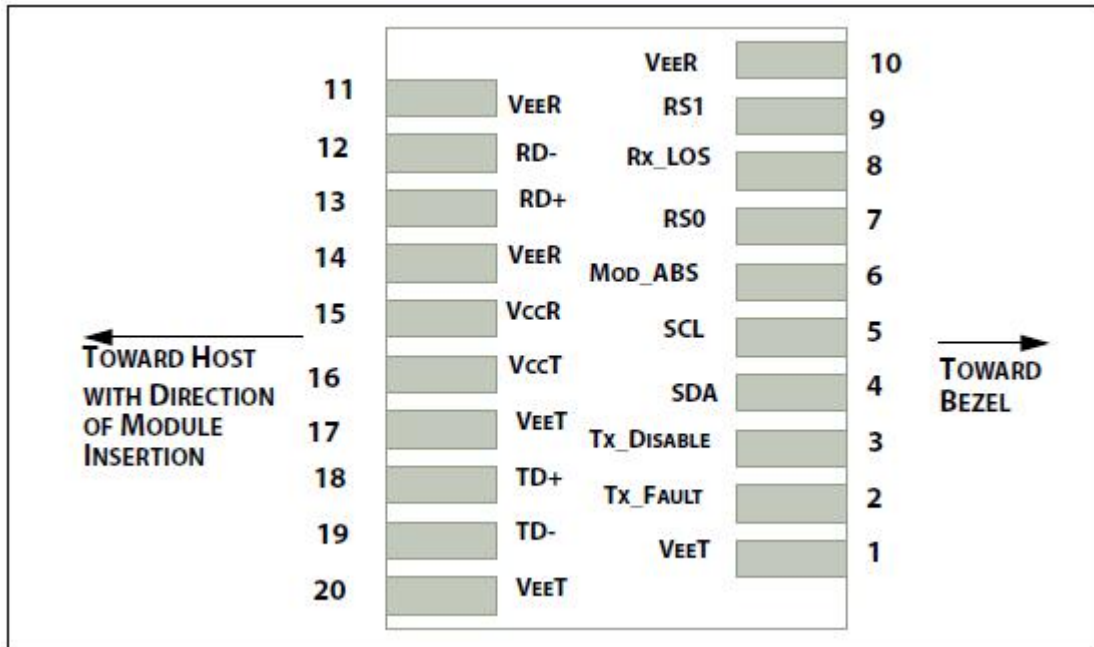 VEER 10
11 VEER
RS1 9
12 RD-
Rx_LOS 8
13 RD+
RS0 7
14 VEER
MOD_ABS 6
15 VCCR
SCL 5
TOWARD HOST
WITH DIRECTION
OF MODULE
INSERTION
16 VCCT
TOWARD
BEZEL
SDA 4
17 VEET
TX_DISABLE 3
18 TD+
TX_FAULT 2
19 TD-
VEET 1
20 VEET